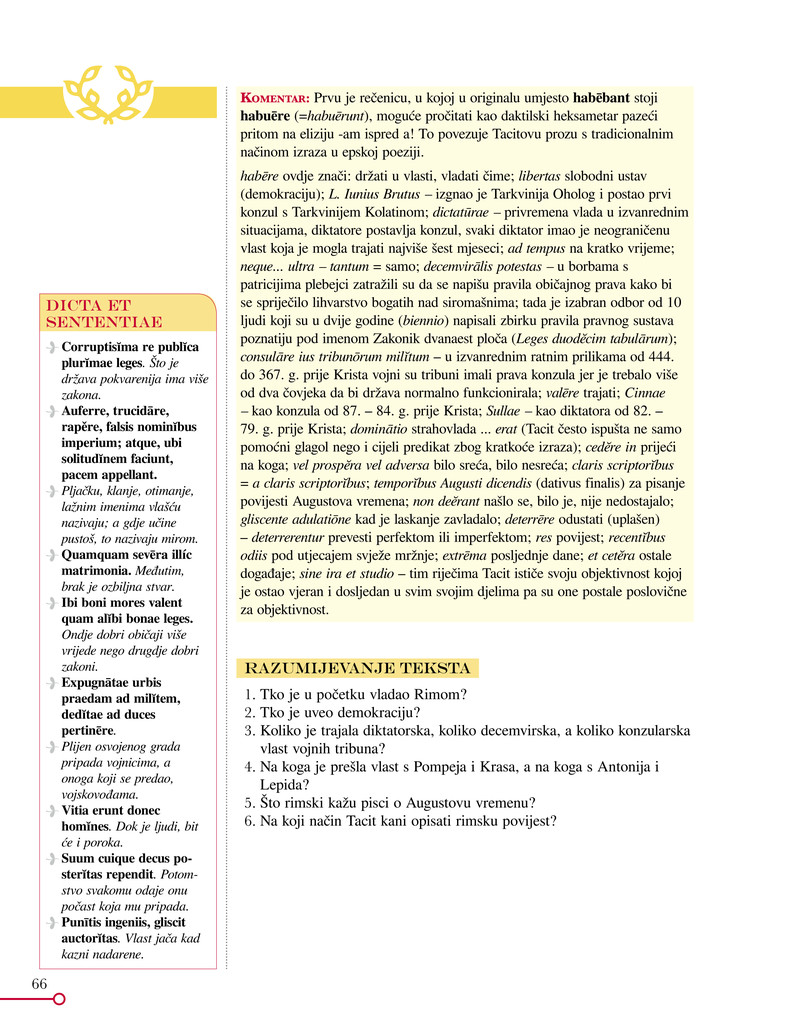 KOMENTAR: Prvu je rečenicu, u kojoj u originalu umjesto habēbant stoji
habuēre (=habuērunt), moguće pročitati kao daktilski heksametar pazeći
pritom na eliziju -am ispred a! To povezuje Tacitovu prozu s tradicionalnim
načinom izraza u epskoj poeziji.
habēre ovdje znači: držati u vlasti, vladati čime; libertas slobodni ustav
(demokraciju); L. Iunius Brutus – izgnao je Tarkvinija Oholog i postao prvi
konzul s Tarkvinijem Kolatinom; dictatūrae – privremena vlada u izvanrednim
situacijama, diktatore postavlja konzul, svaki diktator imao je neograničenu
vlast koja je mogla trajati najviše šest mjeseci; ad tempus na kratko vrijeme;
neque... ultra – tantum = samo; decemvirālis potestas – u borbama s
patricijima plebejci zatražili su da se napišu pravila običajnog prava kako bi
se spriječilo lihvarstvo bogatih nad siromašnima; tada je izabran odbor od 10
ljudi koji su u dvije godine (biennio) napisali zbirku pravila pravnog sustava
poznatiju pod imenom Zakonik dvanaest ploča (Leges duodĕcim tabulārum);
consulāre ius tribunōrum milĭtum – u izvanrednim ratnim prilikama od 444.
do 367. g. prije Krista vojni su tribuni imali prava konzula jer je trebalo više
od dva čovjeka da bi država normalno funkcionirala; valēre trajati; Cinnae
– kao konzula od 87. – 84. g. prije Krista; Sullae – kao diktatora od 82. –
79. g. prije Krista; dominātio strahovlada ... erat (Tacit često ispušta ne samo
pomoćni glagol nego i cijeli predikat zbog kratkoće izraza); cedĕre in prijeći
na koga; vel prospĕra vel adversa bilo sreća, bilo nesreća; claris scriptorĭbus
= a claris scriptorĭbus; temporĭbus Augusti dicendis (dativus finalis) za pisanje
povijesti Augustova vremena; non deĕrant našlo se, bilo je, nije nedostajalo;
gliscente adulatiōne kad je laskanje zavladalo; deterrēre odustati (uplašen)
– deterrerentur prevesti perfektom ili imperfektom; res povijest; recentĭbus
odiis pod utjecajem svježe mržnje; extrēma posljednje dane; et cetĕra ostale
događaje; sine ira et studio – tim riječima Tacit ističe svoju objektivnost kojoj
je ostao vjeran i dosljedan u svim svojim djelima pa su one postale poslovične
za objektivnost.
DICTA ET
SENTENTIAE
Corruptisĭma re publĭca
plurĭmae leges. Što je
država pokvarenija ima više
zakona.
Auferre, trucidāre,
rapĕre, falsis nominĭbus
imperium; atque, ubi
solitudĭnem faciunt,
pacem appellant.
Pljačku, klanje, otimanje,
lažnim imenima vlašću
nazivaju; a gdje učine
pustoš, to nazivaju mirom.
Quamquam sevēra illíc
matrimonia. Međutim,
brak je ozbiljna stvar.
Ibi boni mores valent
quam alĭbi bonae leges.
Ondje dobri običaji više
vrijede nego drugdje dobri
zakoni.
Expugnātae urbis
praedam ad milĭtem,
dedĭtae ad duces
pertinēre.
Plijen osvojenog grada
pripada vojnicima, a
onoga koji se predao,
vojskovođama.
Vitia erunt donec
homĭnes. Dok je ljudi, bit
će i poroka.
Suum cuique decus po-
sterĭtas rependit. Potom-
stvo svakomu odaje onu
počast koja mu pripada.
Punītis ingeniis, gliscit
auctorĭtas. Vlast jača kad
kazni nadarene.
RAZUMIJEVANJE TEKSTA
1. Tko je u početku vladao Rimom?
2. Tko je uveo demokraciju?
3. Koliko je trajala diktatorska, koliko decemvirska, a koliko konzularska
vlast vojnih tribuna?
4. Na koga je prešla vlast s Pompeja i Krasa, a na koga s Antonija i
Lepida?
5. Što rimski kažu pisci o Augustovu vremenu?
6. Na koji način Tacit kani opisati rimsku povijest?
66